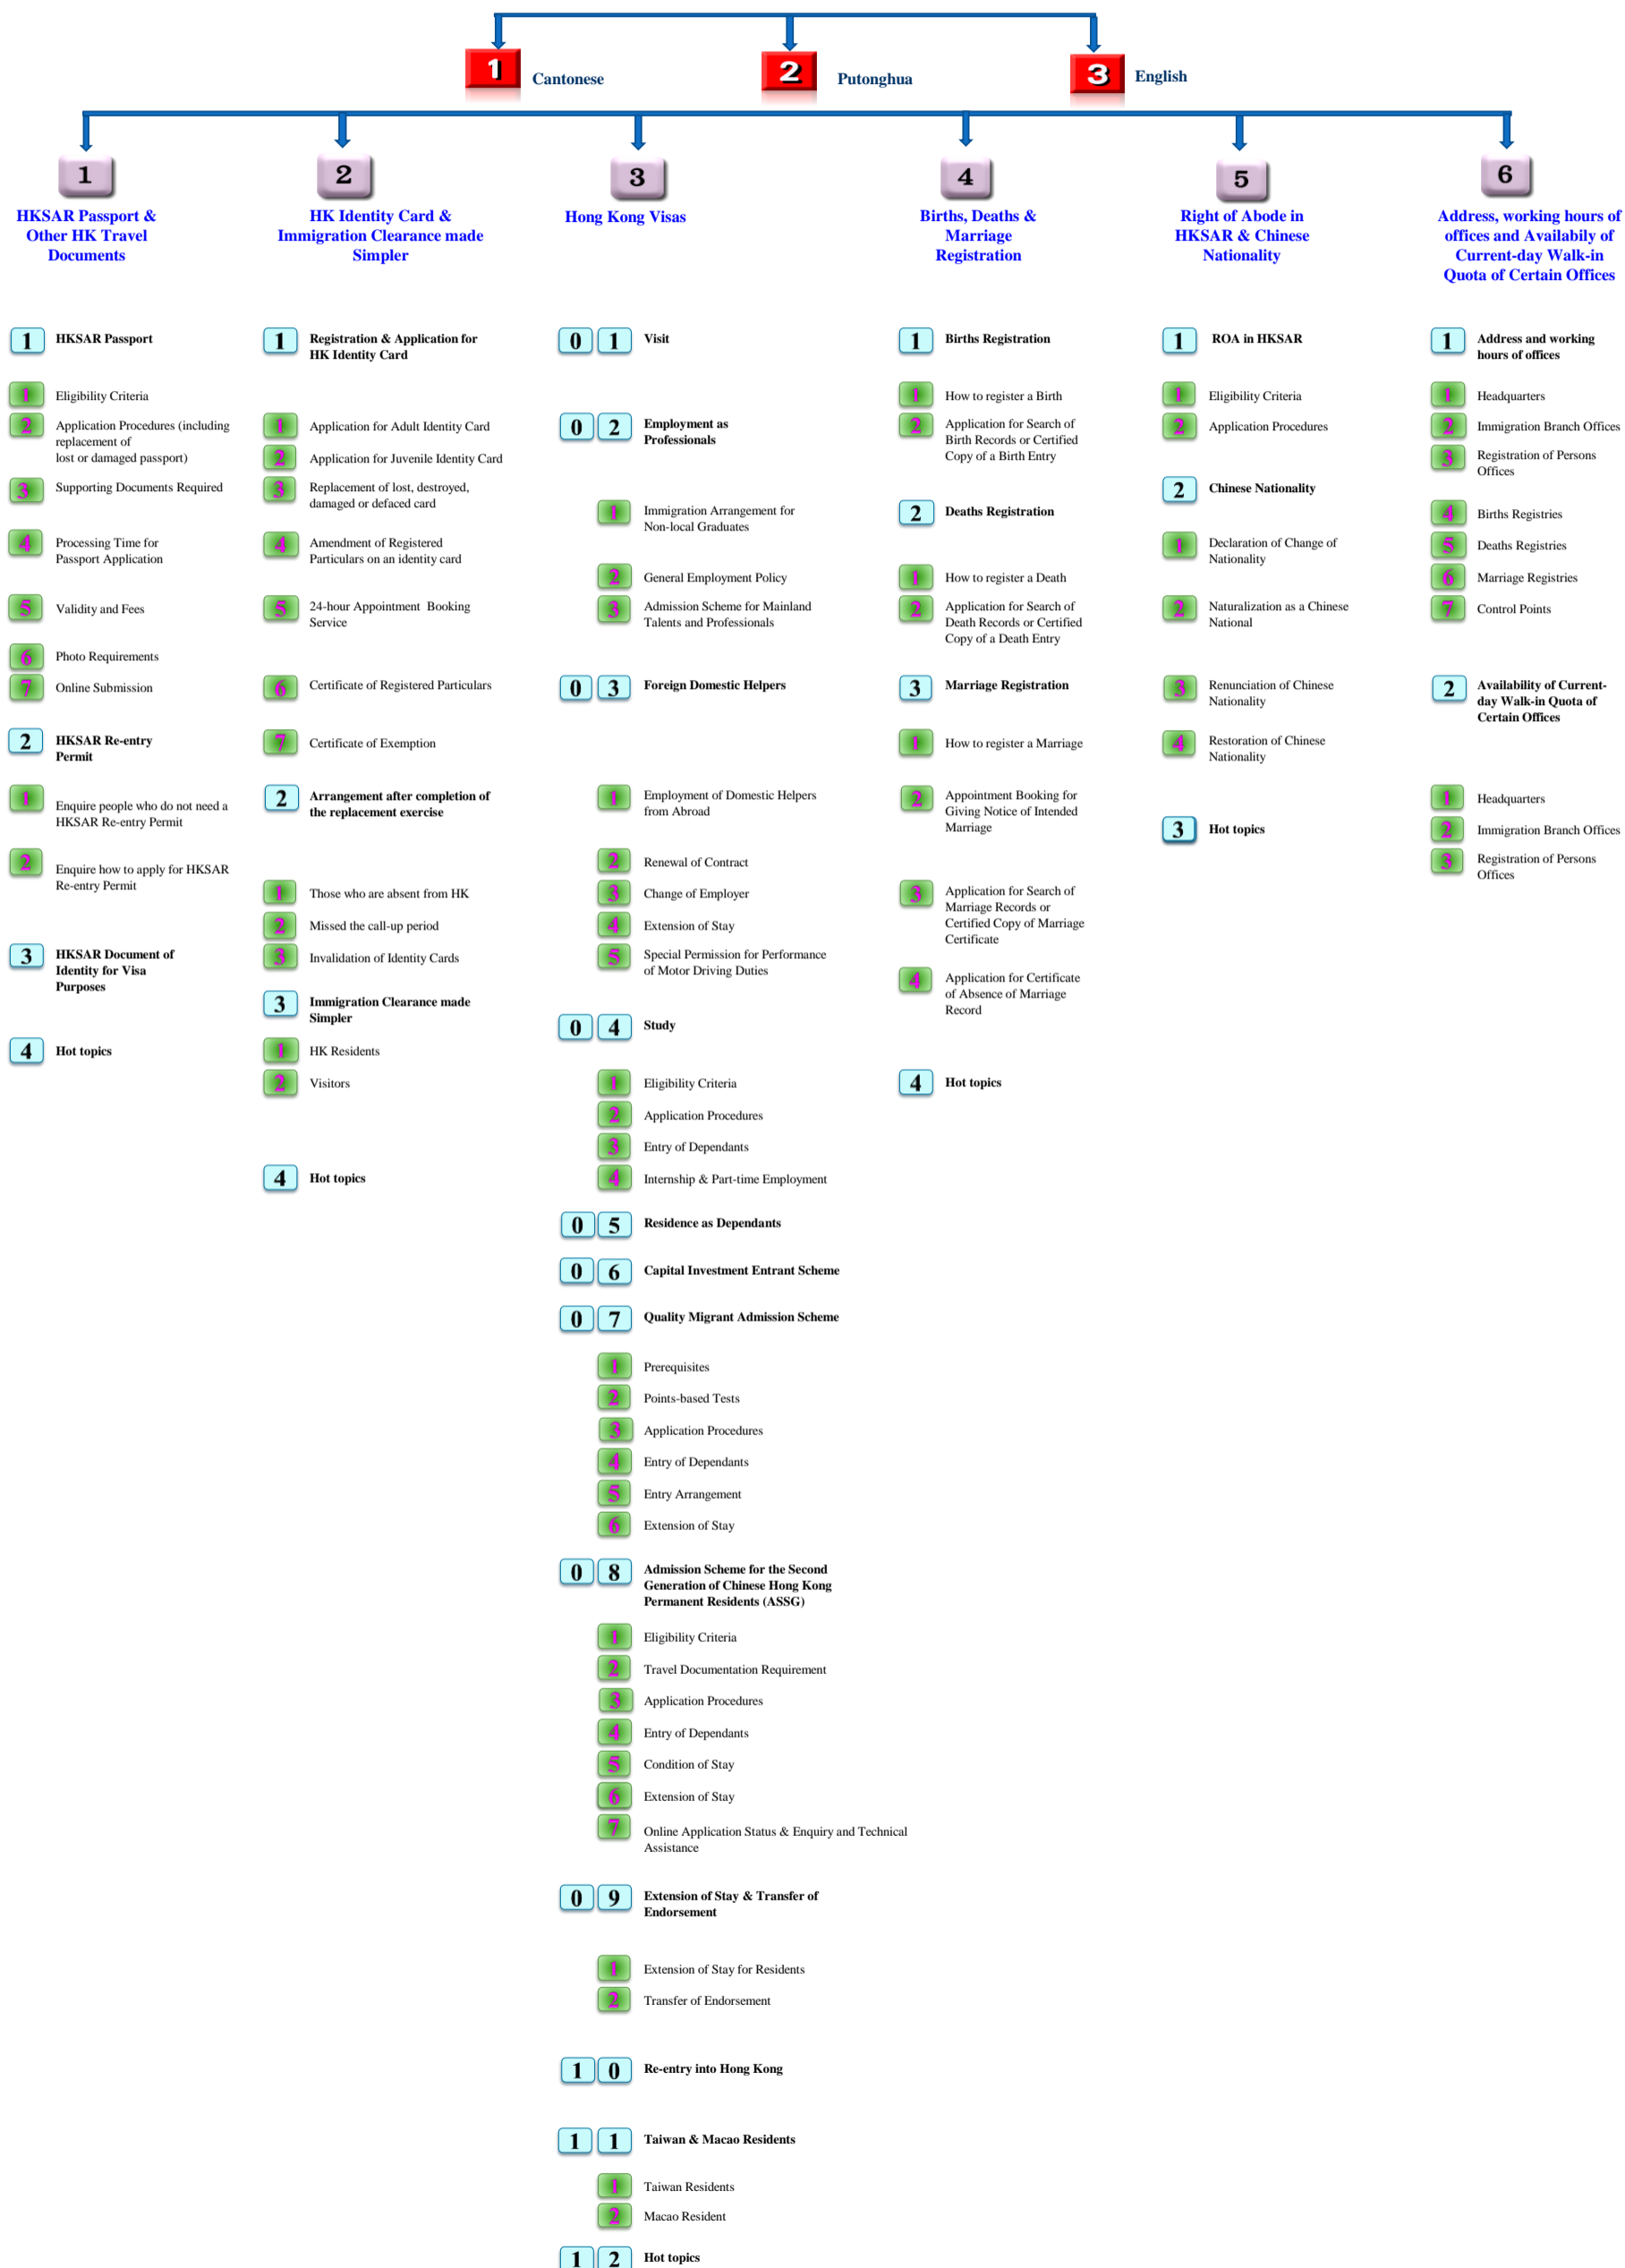 1 Cantonese
2 Putonghua
3 English
1
HKSAR Passport &
Other HK Travel
Documents
1 HKSAR Passport
1 Eligibility Criteria
2 Application Procedures (including
replacement of
lost or damaged passport)
3 Supporting Documents Required
4 Processing Time for
Passport Application
5 Validity and Fees
6 Photo Requirements
7 Online Submission
2 HKSAR Re-entry
Permit
1 Enquire people who do not need a
HKSAR Re-entry Permit
2 Enquire how to apply for HKSAR
Re-entry Permit
3 HKSAR Document of
Identity for Visa
Purposes
4 Hot topics
2
HK Identity Card &
Immigration Clearance made
Simpler
1 Registration & Application for
HK Identity Card
1 Application for Adult Identity Card
2 Application for Juvenile Identity Card
3 Replacement of lost, destroyed,
damaged or defaced card
4 Amendment of Registered
Particulars on an identity card
5 24-hour Appointment Booking
Service
6 Certificate of Registered Particulars
7 Certificate of Exemption
2 Arrangement after completion of
the replacement exercise
1 Those who are absent from HK
2 Missed the call-up period
3 Invalidation of Identity Cards
3 Immigration Clearance made
Simpler
1 HK Residents
2 Visitors
4 Hot topics
3
Hong Kong Visas
0 1 Visit
0 2 Employment as
Professionals
1 Immigration Arrangement for
Non-local Graduates
2 General Employment Policy
3 Admission Scheme for Mainland
Talents and Professionals
0 3 Foreign Domestic Helpers
1 Employment of Domestic Helpers
from Abroad
2 Renewal of Contract
3 Change of Employer
4 Extension of Stay
5 Special Permission for Performance
of Motor Driving Duties
0 4 Study
1 Eligibility Criteria
2 Application Procedures
3 Entry of Dependants
4 Internship & Part-time Employment
0 5 Residence as Dependants
0 6 Capital Investment Entrant Scheme
0 7 Quality Migrant Admission Scheme
1 Prerequisites
2 Points-based Tests
3 Application Procedures
4 Entry of Dependants
5 Entry Arrangement
6 Extension of Stay
0 8 Admission Scheme for the Second
Generation of Chinese Hong Kong
Permanent Residents (ASSG)
1 Eligibility Criteria
2 Travel Documentation Requirement
3 Application Procedures
4 Entry of Dependants
5 Condition of Stay
6 Extension of Stay
7 Online Application Status & Enquiry and Technical
Assistance
0 9 Extension of Stay & Transfer of
Endorsement
1 Extension of Stay for Residents
2 Transfer of Endorsement
1 0 Re-entry into Hong Kong
1 1 Taiwan & Macao Residents
1 Taiwan Residents
2 Macao Resident
1 2 Hot topics
4
Births, Deaths &
Marriage
Registration
1 Births Registration
1 How to register a Birth
2 Application for Search of
Birth Records or Certified
Copy of a Birth Entry
2 Deaths Registration
1 How to register a Death
2 Application for Search of
Death Records or Certified
Copy of a Death Entry
3 Marriage Registration
1 How to register a Marriage
2 Appointment Booking for
Giving Notice of Intended
Marriage
3 Application for Search of
Marriage Records or
Certified Copy of Marriage
Certificate
4 Application for Certificate
of Absence of Marriage
Record
4 Hot topics
5
Right of Abode in
HKSAR & Chinese
Nationality
1 ROA in HKSAR
1 Eligibility Criteria
2 Application Procedures
2 Chinese Nationality
1 Declaration of Change of
Nationality
2 Naturalization as a Chinese
National
3 Renunciation of Chinese
Nationality
4 Restoration of Chinese
Nationality
3 Hot topics
6
Address, working hours of
offices and Availabily of
Current-day Walk-in
Quota of Certain Offices
1 Address and working
hours of offices
1 Headquarters
2 Immigration Branch Offices
3 Registration of Persons
Offices
4 Births Registries
5 Deaths Registries
6 Marriage Registries
7 Control Points
2 Availability of Current-
day Walk-in Quota of
Certain Offices
1 Headquarters
2 Immigration Branch Offices
3 Registration of Persons
Offices